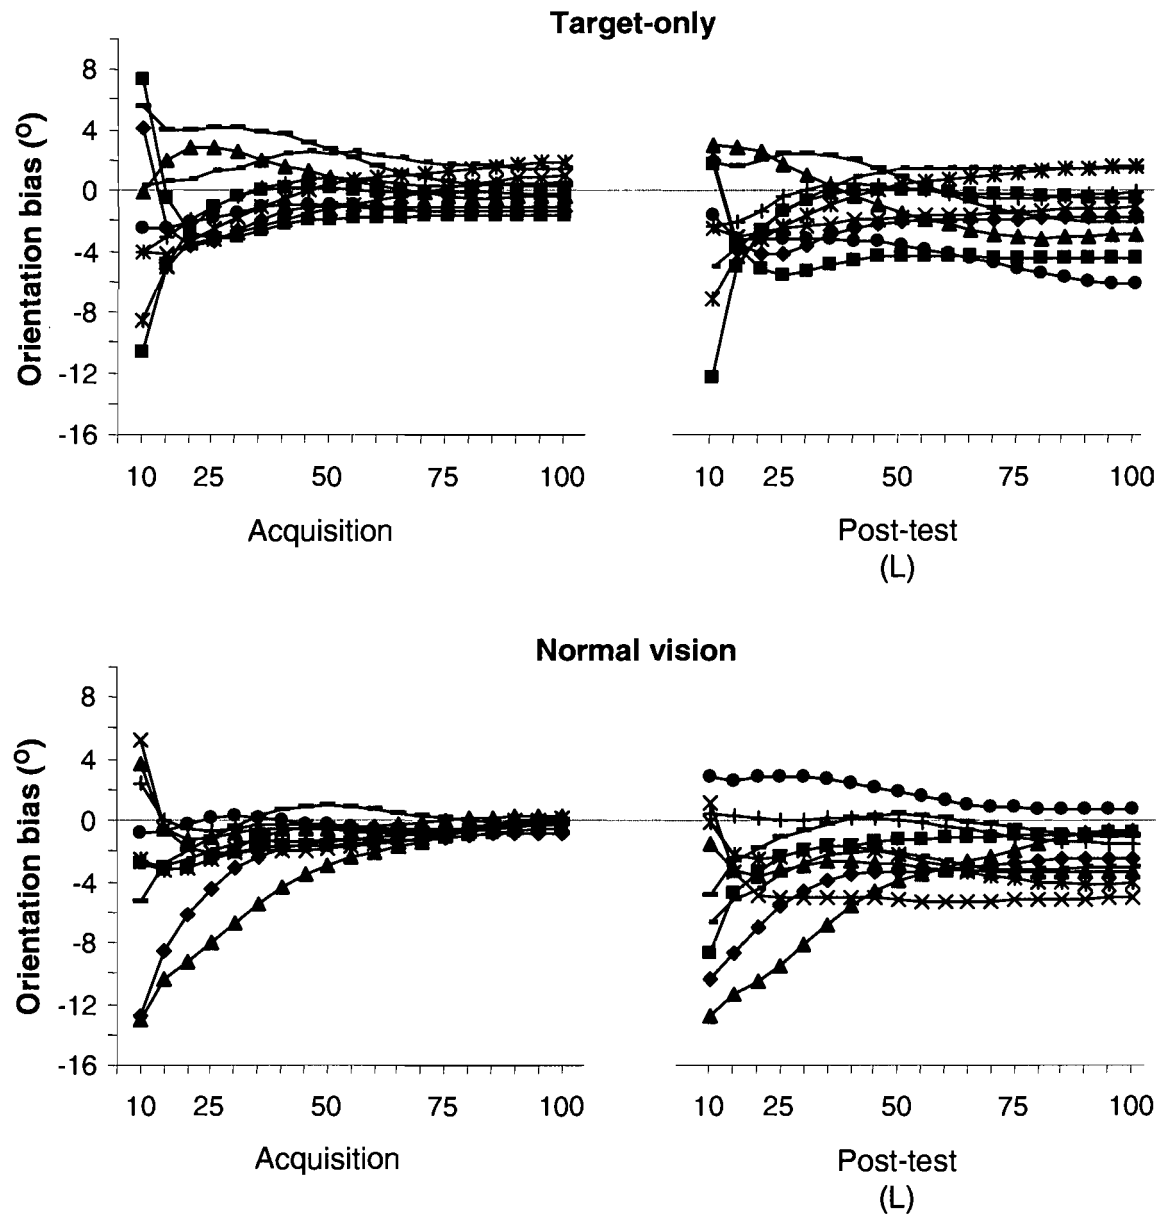 Target-only
Orientation bias (O)
8
4
0
-4
-8
-12
-16
10 25 50 75 100
10 25 50 75 100
Acquisition
Post-test
(L)
Normal vision
Orientation bias (O)
8
4
0
-4
-8
-12
-16
10 25 50 75 100
10 25 50 75 100
Acquisition
Post-test
(L)